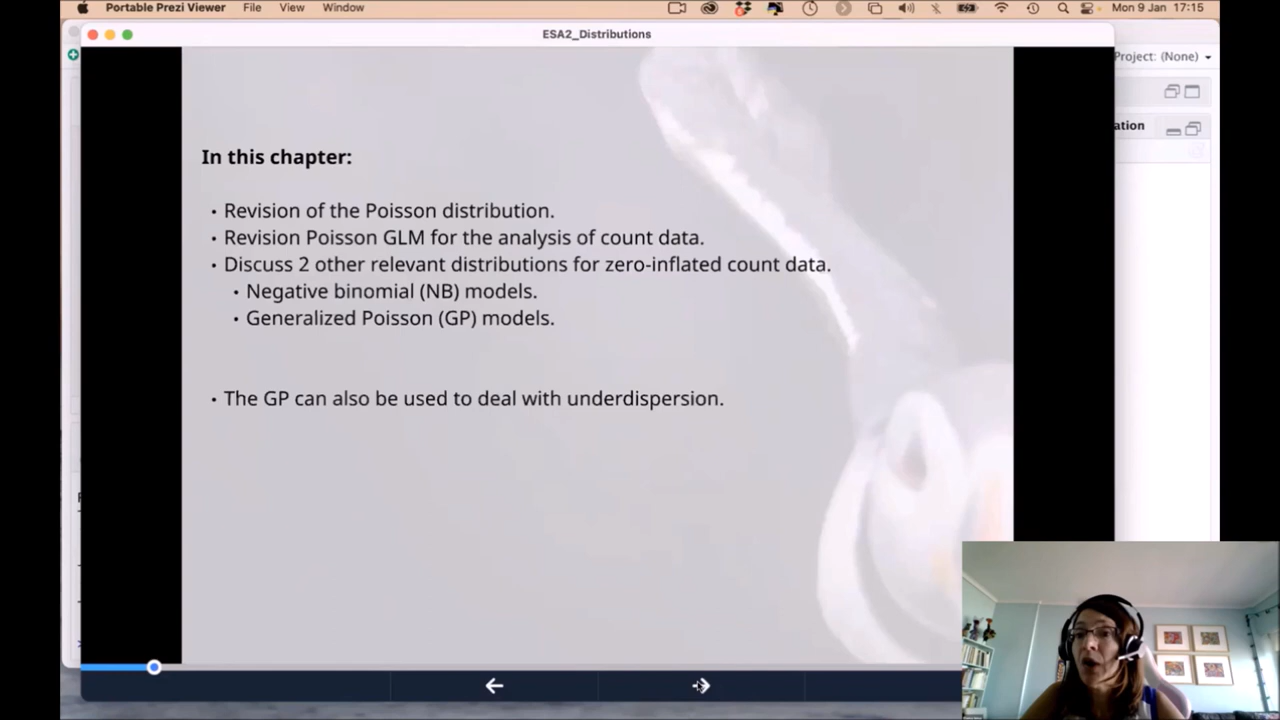 Portable Prezi Viewer File View Window Mon 9 Jan 17:15
ESA2_Distributions
Project: (None)
ation
In this chapter:
• Revision of the Poisson distribution.
• Revision Poisson GLM for the analysis of count data.
• Discuss 2 other relevant distributions for zero-inflated count data.
• Negative binomial (NB) models.
• Generalized Poisson (GP) models.
• The GP can also be used to deal with underdispersion.